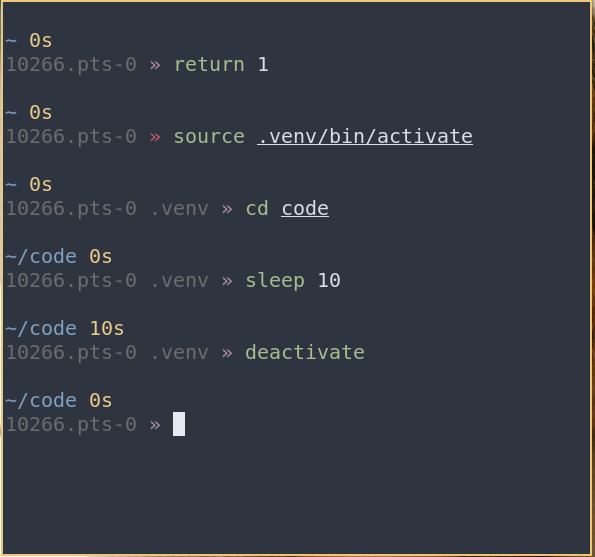 ~ 0s
10266.pts-0 » return 1
~ 0s
10266.pts-0 » source .venv/bin/activate
~ 0s
10266.pts-0 .venv » cd code
~/code 0s
10266.pts-0 .venv » sleep 10
~/code 10s
10266.pts-0 .venv » deactivate
~/code 0s
10266.pts-0 »